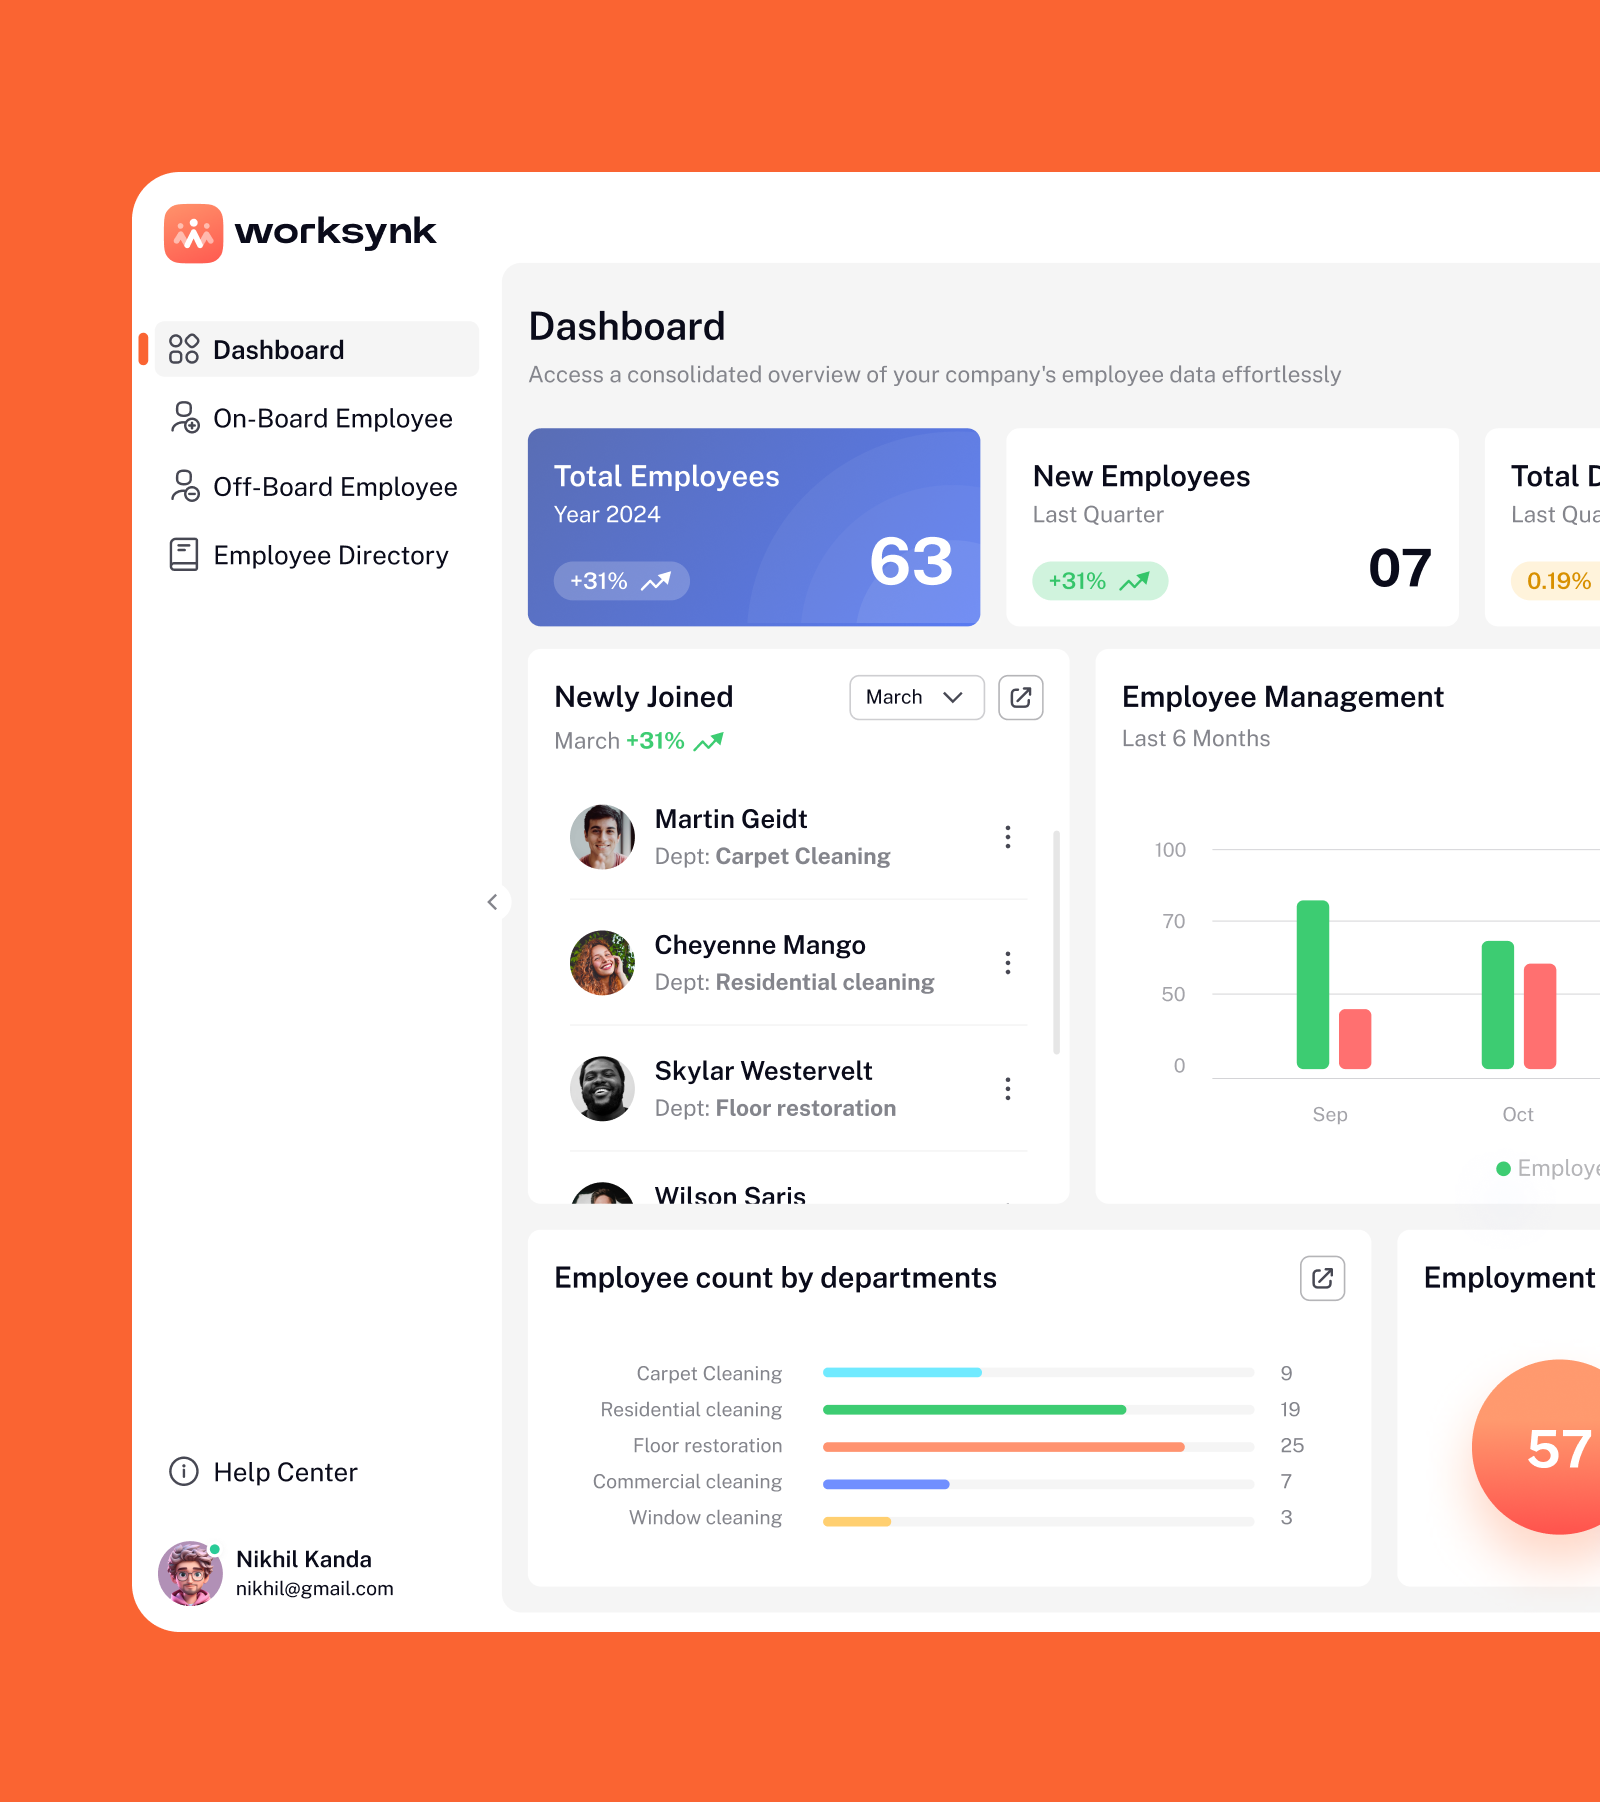 worksynk
Dashboard
On-Board Employee
Off-Board Employee
Employee Directory
Help Center
Nikhil Kanda
nikhil@gmail.com
Dashboard
Access a consolidated overview of your company's employee data effortlessly
Total Employees
Year 2024
+31%
63
New Employees
Last Quarter
+31%
07
Total
Last
0.19%
Newly Joined
March
March +31%
Martin Geidt
Dept: Carpet Cleaning
Cheyenne Mango
Dept: Residential cleaning
Skylar Westervelt
Dept: Floor restoration
Wilson Saris
Employee Management
Last 6 Months
100
70
50
0
Sep
Oct
Employee count by departments
Carpet Cleaning 9
Residential cleaning 19
Floor restoration 25
Commercial cleaning 7
Window cleaning 3
Employment
57